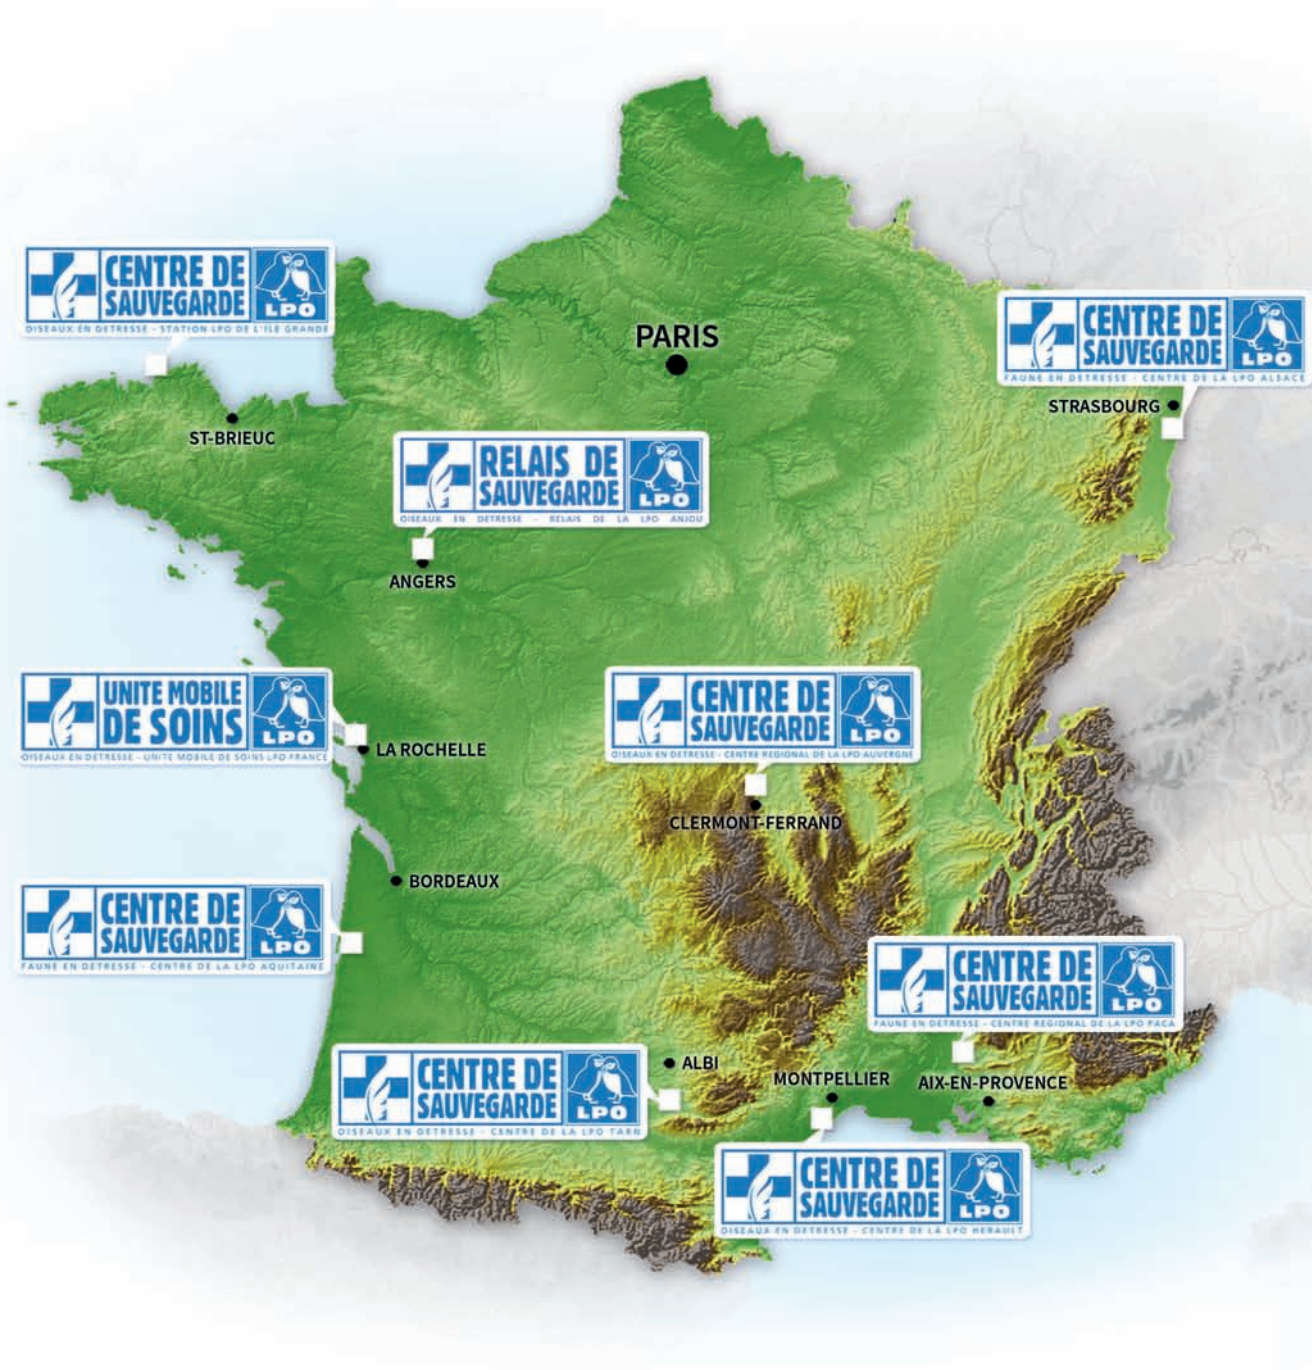 CENTRE DE
SAUVEGARDE
LPO
OISEAUX EN DETRESSE - STATION LPO DE L'ILE GRANDE
ST-BRIEUC
PARIS
CENTRE DE
SAUVEGARDE
LPO
FAUNE EN DETRESSE - CENTRE DE LA LPO ALSACE
STRASBOURG
RELAIS DE
SAUVEGARDE
LPO
OISEAUX EN DETRESSE - RELAIS DE LA LPO ANJOU
ANGERS
UNITE MOBILE
DE SOINS
LPO
OISEAUX EN DETRESSE - UNITE MOBILE DE SOINS LPO FRANCE
LA ROCHELLE
CENTRE DE
SAUVEGARDE
LPO
OISEAUX EN DETRESSE - CENTRE REGIONAL DE LA LPO AUVERGNE
CLERMONT-FERRAND
BORDEAUX
CENTRE DE
SAUVEGARDE
LPO
FAUNE EN DETRESSE - CENTRE DE LA LPO AQUITAINE
CENTRE DE
SAUVEGARDE
LPO
FAUNE EN DETRESSE - CENTRE REGIONAL DE LA LPO PACA
CENTRE DE
SAUVEGARDE
LPO
OISEAUX EN DETRESSE - CENTRE DE LA LPO TARN
ALBI
MONTPELLIER
AIX-EN-PROVENCE
CENTRE DE
SAUVEGARDE
LPO
OISEAUX EN DETRESSE - CENTRE DE LA LPO HERAULT